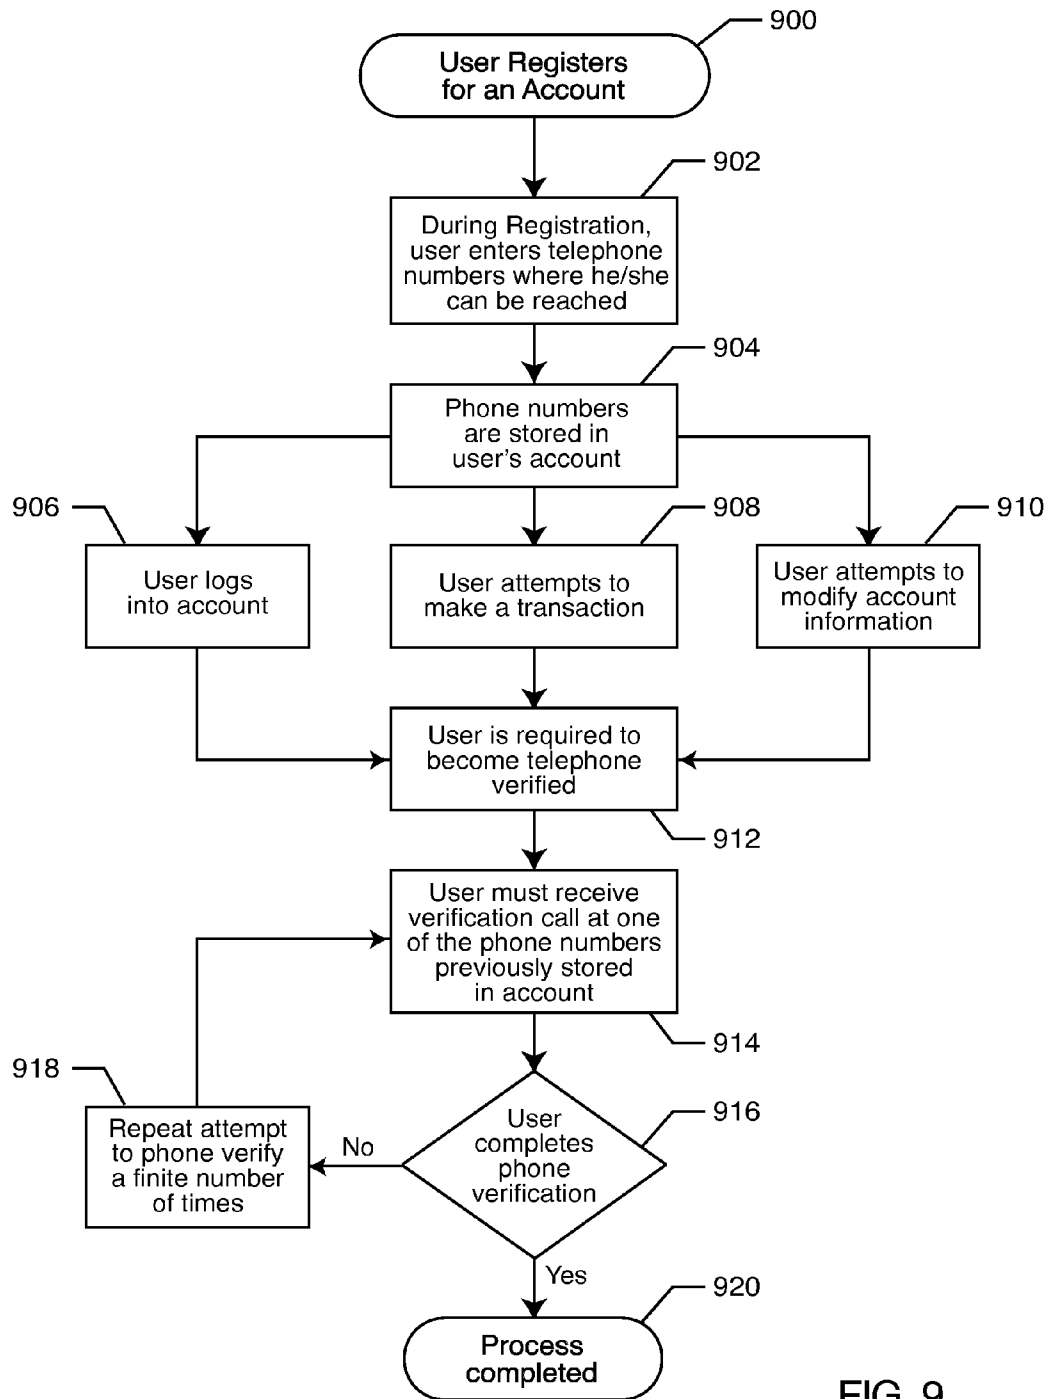 900
User Registers
for an Account
902
During Registration,
user enters telephone
numbers where he/she
can be reached
904
Phone numbers
are stored in
user's account
906
User logs
into account
908
User attempts to
make a transaction
910
User attempts to
modify account
information
User is required to
become telephone
verified
912
User must receive
verification call at one
of the phone numbers
previously stored
in account
914
916
User
completes
phone
verification
No
918
Repeat attempt
to phone verify
a finite number
of times
Yes
920
Process
completed
FIG. 9